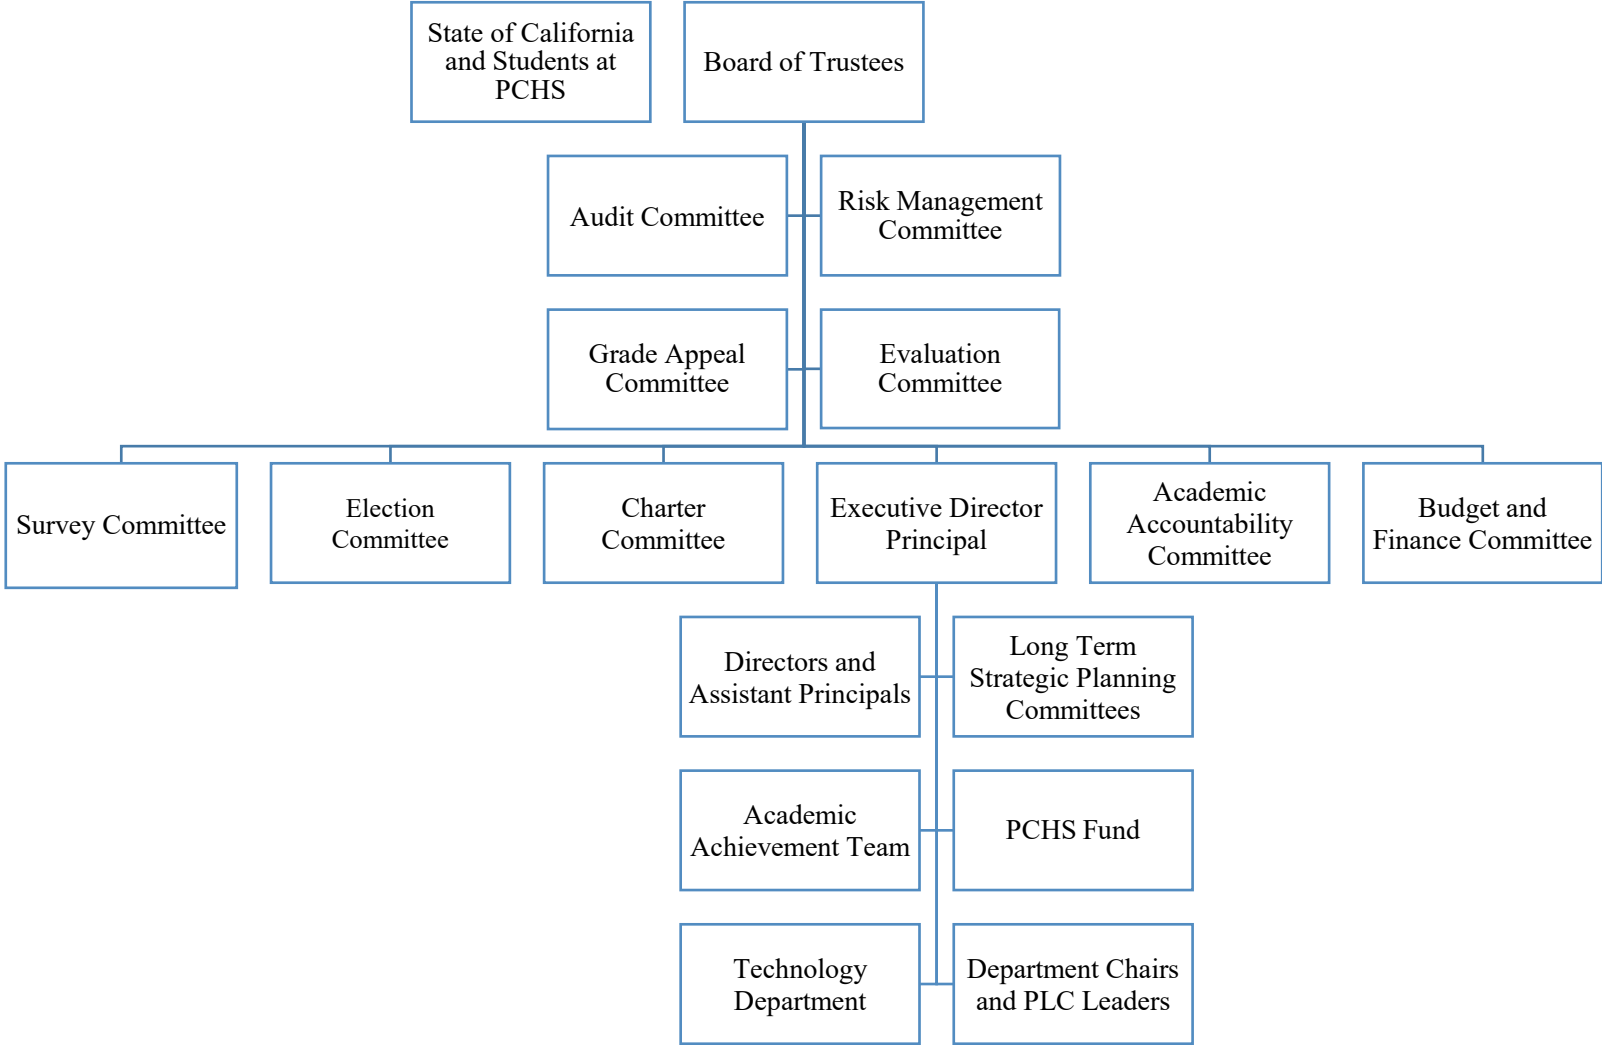 State of California
and Students at
PCHS
Board of Trustees
Audit Committee
Risk Management
Committee
Grade Appeal
Committee
Evaluation
Committee
Survey Committee
Election
Committee
Charter
Committee
Executive Director
Principal
Academic
Accountability
Committee
Budget and
Finance Committee
Directors and
Assistant Principals
Long Term
Strategic Planning
Committees
Academic
Achievement Team
PCHS Fund
Technology
Department
Department Chairs
and PLC Leaders